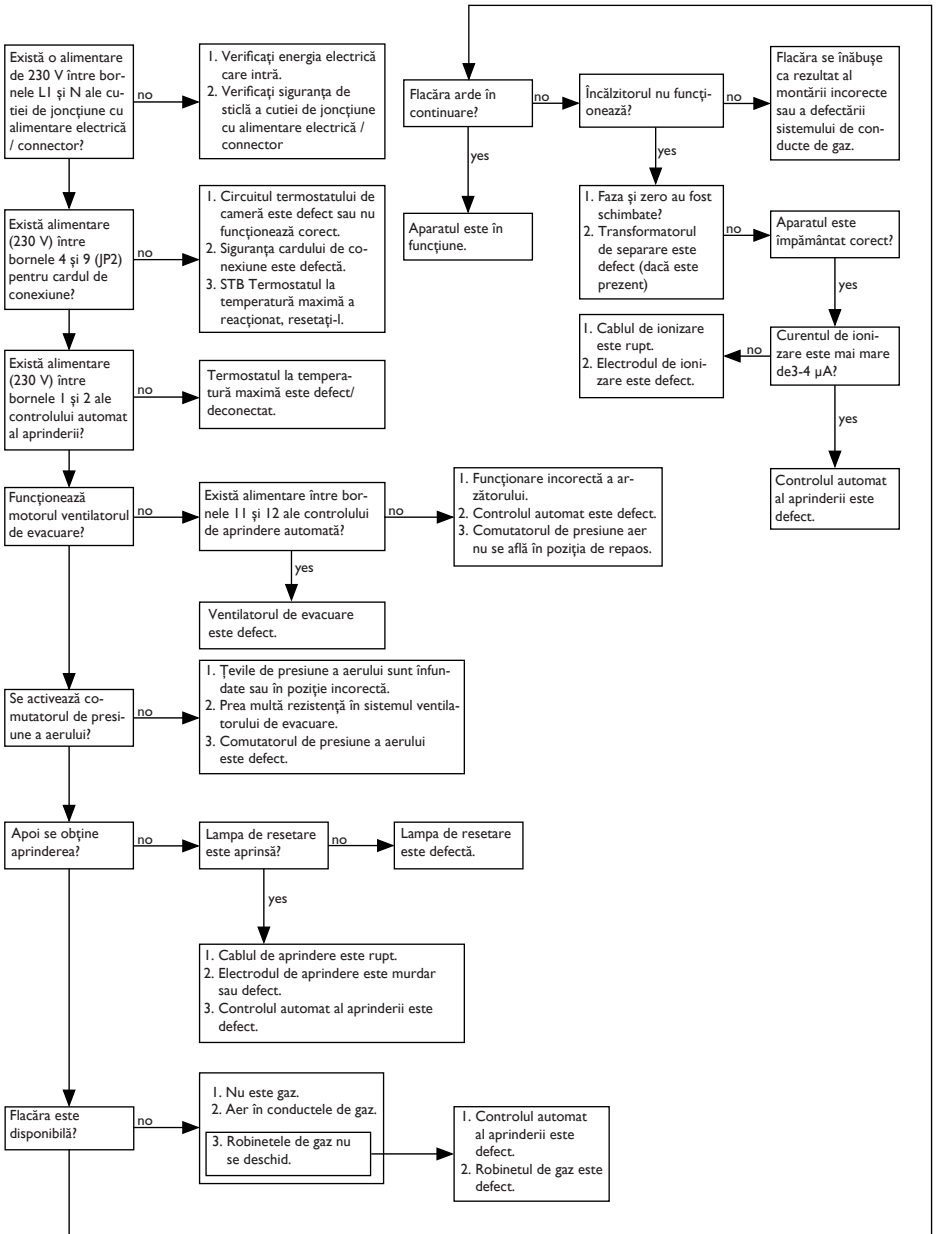 Există o alimentare
de 230 V între bor-
nele L1 și N ale cu-
tiei de joncțiune cu
alimentare electrică
/ connector?
no
1. Verificați energia electrică
care intră.
2. Verificați siguranța de
sticlă a cutiei de joncțiune
cu alimentare electrică /
connector
Există alimentare
(230 V) între
bornele 4 și 9 (JP2)
pentru cardul de
conexiune?
no
1. Circuitul termostatului de
cameră este defect sau nu
funcționează corect.
2. Siguranța cardului de co-
nexiune este defectă.
3. STB Termostatul la
temperatură maximă a
reacționat, resetați-l.
Există alimentare
(230 V) între
bornele 1 și 2 ale
controlului automat
al aprinderii?
no
Termostatul la tempera-
tură maximă este defect/
deconectat.
Funcționează
motorul ventilatorul
de evacuare?
no
Există alimentare între bor-
nele 11 și 12 ale controlului
de aprindere automată?
no
1. Funcționare incorectă a ar-
zătorului.
2. Controlul automat este defect.
3. Comutatorul de presiune aer
nu se află în poziția de repaos.
yes
Ventilatorul de evacuare
este defect.
Se activează co-
mutatorul de presi-
une a aerului?
no
1. Țevile de presiune a aerului sunt înfun-
date sau în poziție incorectă.
2. Prea multă rezistență în sistemul ventila-
torului de evacuare.
3. Comutatorul de presiune a aerului
este defect.
Apoi se obține
aprinderea?
no
Lampa de resetare
este aprinsă?
no
Lampa de resetare
este defectă.
yes
1. Cablul de aprindere este rupt.
2. Electrodul de aprindere este murdar
sau defect.
3. Controlul automat al aprinderii este
defect.
Flacăra este
disponibilă?
no
1. Nu este gaz.
2. Aer în conductele de gaz.
3. Robinetele de gaz nu
se deschid.
1. Controlul automat
al aprinderii este
defect.
2. Robinetul de gaz este
defect.
Flacăra arde în
continuare?
no
Încălzitorul nu funcți-
onează?
no
Flacăra se înăbușe
ca rezultat al
montării incorecte
sau a defectării
sistemului de con-
ducte de gaz.
yes
Aparatul este în
funcțiune.
yes
1. Faza și zero au fost
schimbate?
2. Transformatorul
de separare este
defect (dacă este
prezent)
no
Aparatul este
împământat corect?
yes
Curentul de ioni-
zare este mai mare
de3-4 µA?
no
1. Cablul de ionizare
este rupt.
2. Electrodul de ioni-
zare este defect.
yes
Controlul automat
al aprinderii este
defect.